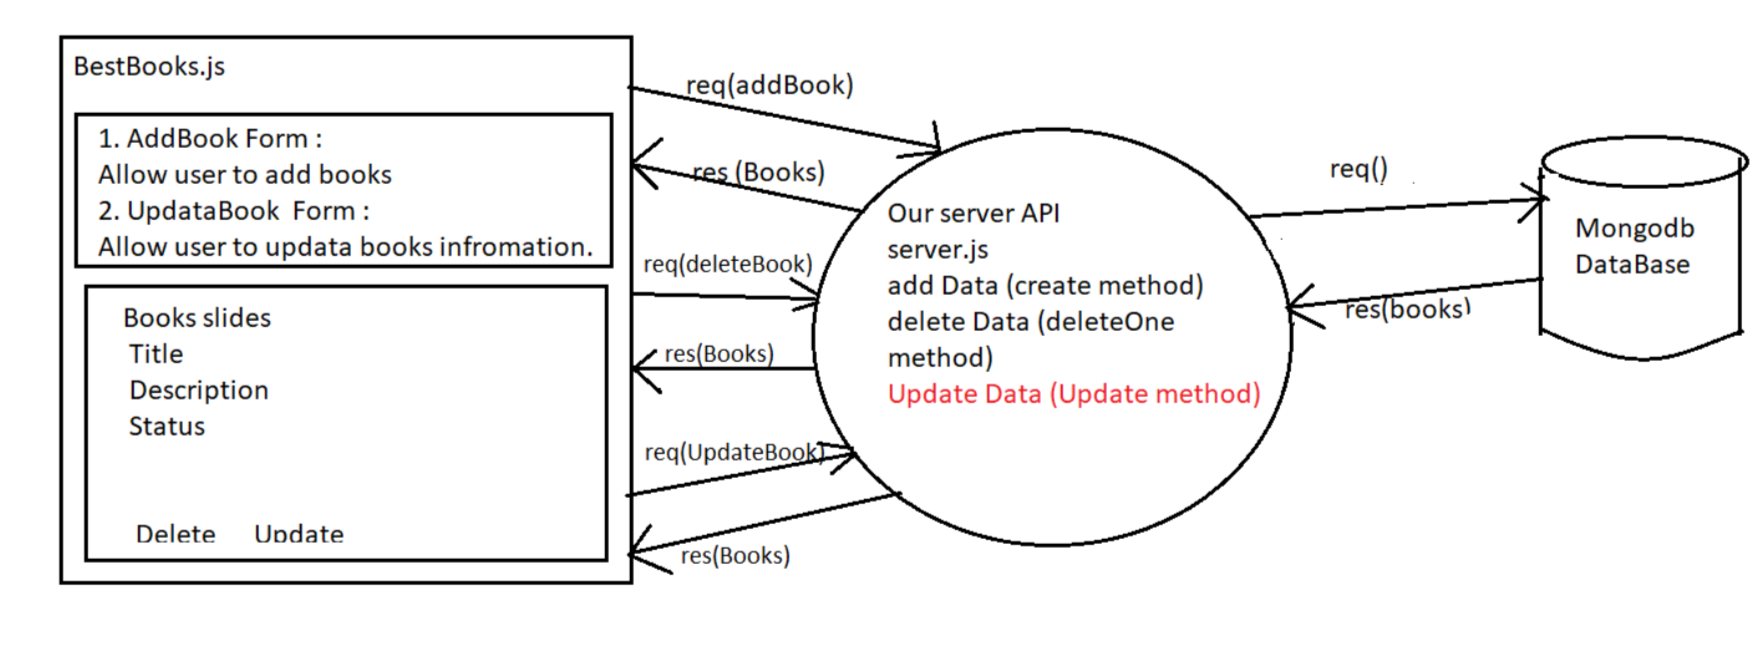 BestBooks.js
1. AddBook Form :
Allow user to add books
2. UpdataBook Form :
Allow user to updata books infromation.
Books slides
Title
Description
Status
Delete Update
req(addBook)
res (Books)
req(deleteBook)
res(Books)
req(UpdateBook)
res(Books)
Our server API
server.js
add Data (create method)
delete Data (deleteOne
method)
Update Data (Update method)
req()
res(books)
Mongodb
DataBase